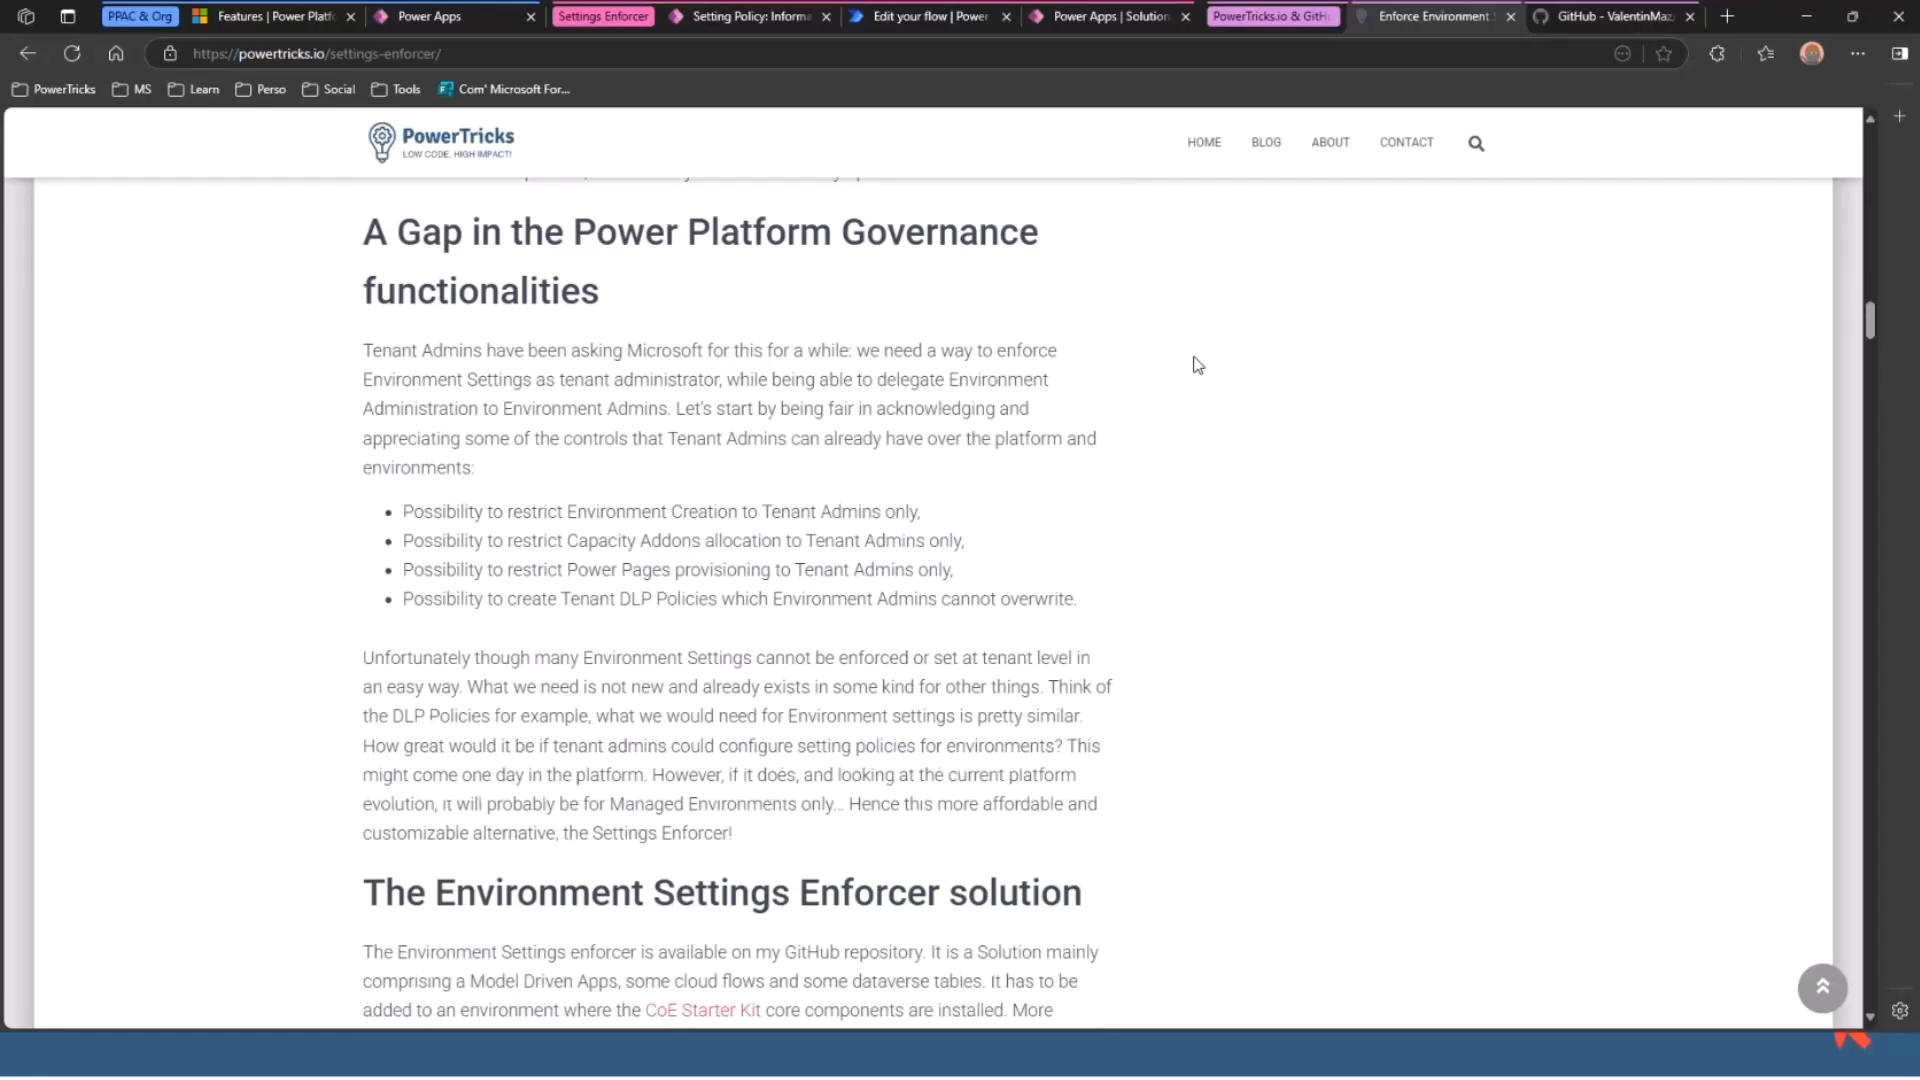 PPAC & Org
Features | Power Platf
Power Apps
Settings Enforcer
Setting Policy: Inform
Edit your flow | Power
Power Apps | Solution
PowerTricks.io & GitH
Enforce Environment
GitHub - ValentinMaz
https://powertricks.io/settings-enforcer/
PowerTricks
MS
Learn
Perso
Social
Tools
Com' Microsoft For...
PowerTricks
LOW CODE, HIGH IMPACT!
HOME
BLOG
ABOUT
CONTACT
A Gap in the Power Platform Governance
functionalities
Tenant Admins have been asking Microsoft for this for a while: we need a way to enforce
Environment Settings as tenant administrator, while being able to delegate Environment
Administration to Environment Admins. Let's start by being fair in acknowledging and
appreciating some of the controls that Tenant Admins can already have over the platform and
environments:
• Possibility to restrict Environment Creation to Tenant Admins only,
• Possibility to restrict Capacity Addons allocation to Tenant Admins only,
• Possibility to restrict Power Pages provisioning to Tenant Admins only,
• Possibility to create Tenant DLP Policies which Environment Admins cannot overwrite.
Unfortunately though many Environment Settings cannot be enforced or set at tenant level in
an easy way. What we need is not new and already exists in some kind for other things. Think of
the DLP Policies for example, what we would need for Environment settings is pretty similar.
How great would it be if tenant admins could configure setting policies for environments? This
might come one day in the platform. However, if it does, and looking at the current platform
evolution, it will probably be for Managed Environments only... Hence this more affordable and
customizable alternative, the Settings Enforcer!
The Environment Settings Enforcer solution
The Environment Settings enforcer is available on my GitHub repository. It is a Solution mainly
comprising a Model Driven Apps, some cloud flows and some dataverse tables. It has to be
added to an environment where the CoE Starter Kit core components are installed. More